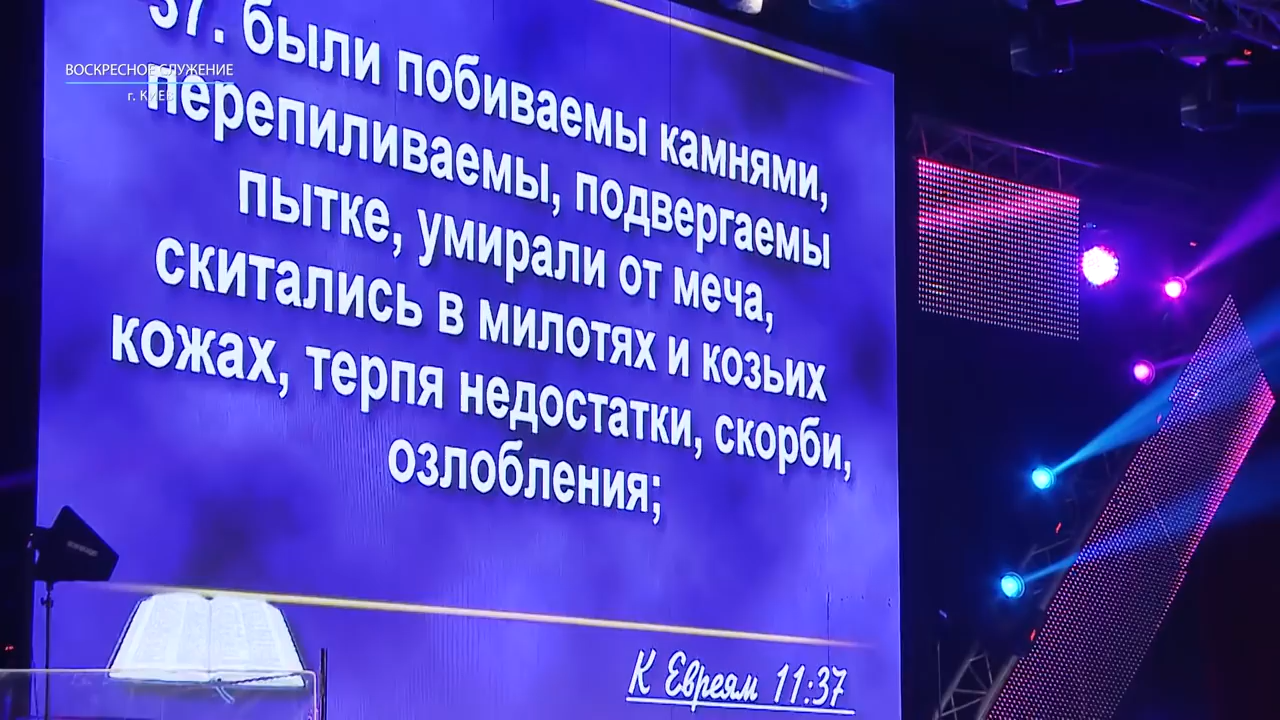 ВОСКРЕСНОЕ СЛУЖЕНИЕ
г. КИЕВ
37. были побиваемы камнями,
перепиливаемы, подвергаемы
пытке, умирали от меча,
скитались в милотях и козьих
кожах, терпя недостатки, скорби,
озлобления;
К Евреям 11:37